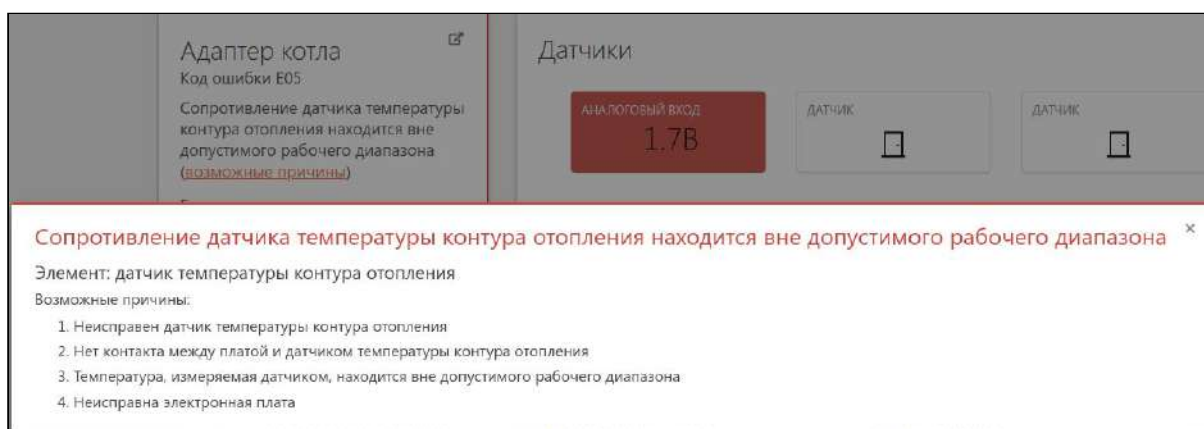 Адаптер котла
Код ошибки E05
Сопротивление датчика температуры
контура отопления находится вне
допустимого рабочего диапазона
(возможные причины)
Датчики
АНАЛОГОВЫЙ ВХОД
1.7В
ДАТЧИК
ДАТЧИК
Сопротивление датчика температуры контура отопления находится вне допустимого рабочего диапазона ×
Элемент: датчик температуры контура отопления
Возможные причины:
1. Неисправен датчик температуры контура отопления
2. Нет контакта между платой и датчиком температуры контура отопления
3. Температура, измеряемая датчиком, находится вне допустимого рабочего диапазона
4. Неисправна электронная плата